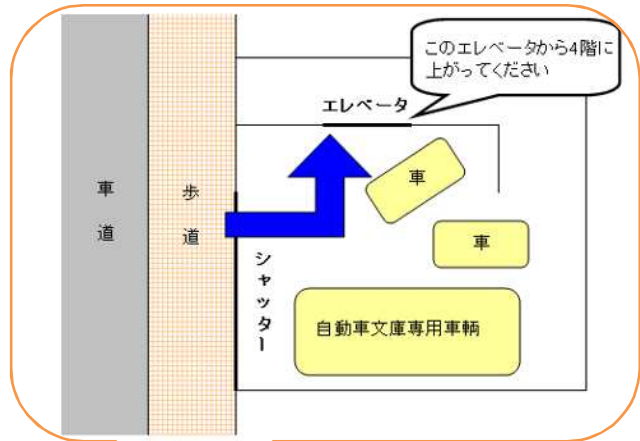 このエレベータから4階に
上がってください
エレベータ
車道
歩道
車
車
シャッター
自動車文庫専用車輌